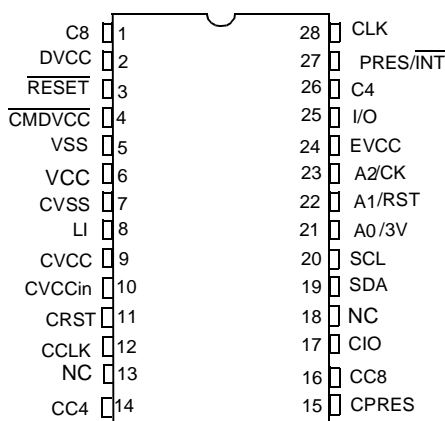 C8 1 28 CLK
DVCC 2 27 PRES/INT
RESET 3 26 C4
CMDVCC 4 25 I/O
VSS 5 24 EVCC
VCC 6 23 A2/CK
CVSS 7 22 A1/RST
LI 8 21 A0/3V
CVCC 9 20 SCL
CVCCin 10 19 SDA
CRST 11 18 NC
CCLK 12 17 CIO
NC 13 16 CC8
CC4 14 15 CPRES